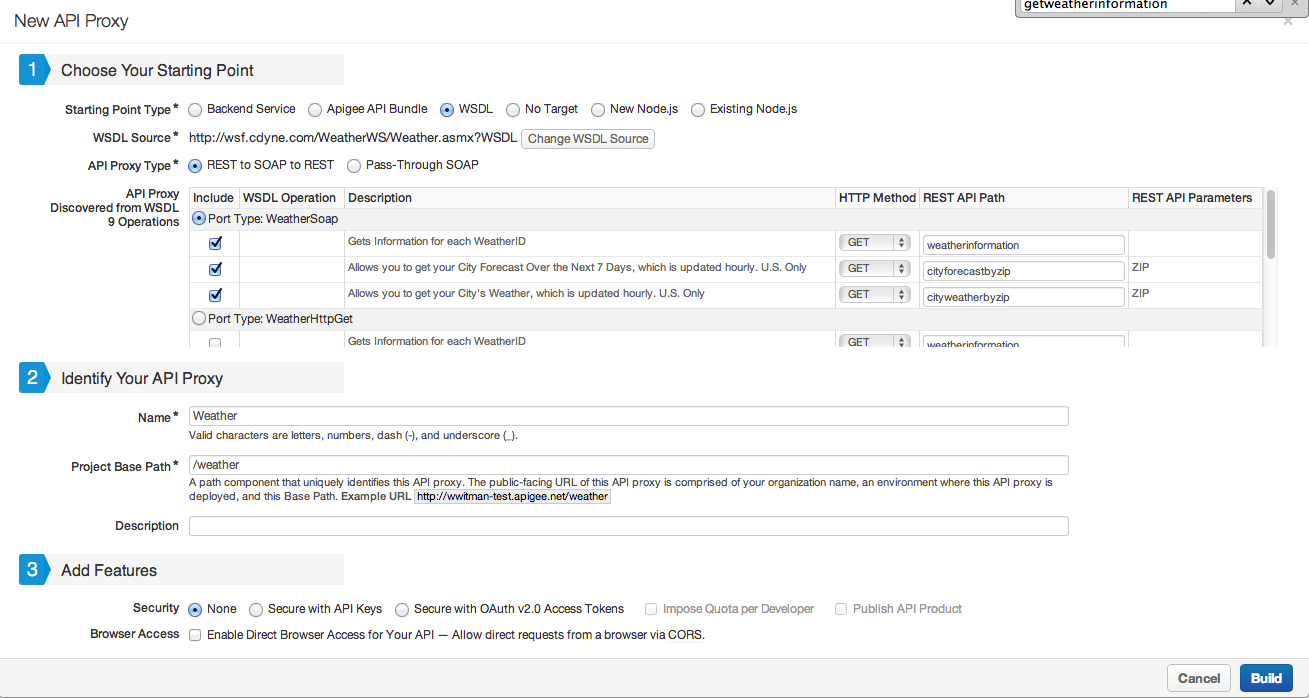 getweatherinformation
New API Proxy
1 Choose Your Starting Point
Starting Point Type * Backend Service Apigee API Bundle WSDL No Target New Node.js Existing Node.js
WSDL Source * http://wsf.cdyne.com/WeatherWS/Weather.asmx?WSDL Change WSDL Source
API Proxy Type * REST to SOAP to REST Pass-Through SOAP
API Proxy
Discovered from WSDL
9 Operations
Include WSDL Operation Description HTTP Method REST API Path REST API Parameters
Port Type: WeatherSoap
Gets Information for each WeatherID GET weatherinformation
Allows you to get your City Forecast Over the Next 7 Days, which is updated hourly. U.S. Only GET cityforecastbyzip ZIP
Allows you to get your City's Weather, which is updated hourly. U.S. Only GET cityweatherbyzip ZIP
Port Type: WeatherHttpGet
Gets Information for each WeatherID GET weatherinformation
2 Identify Your API Proxy
Name * Weather
Valid characters are letters, numbers, dash (-), and underscore (_).
Project Base Path * /weather
A path component that uniquely identifies this API proxy. The public-facing URL of this API proxy is comprised of your organization name, an environment where this API proxy is
deployed, and this Base Path. Example URL http://wwitman-test.apigee.net/weather
Description
3 Add Features
Security None Secure with API Keys Secure with OAuth v2.0 Access Tokens Impose Quota per Developer Publish API Product
Browser Access Enable Direct Browser Access for Your API — Allow direct requests from a browser via CORS.
Cancel Build